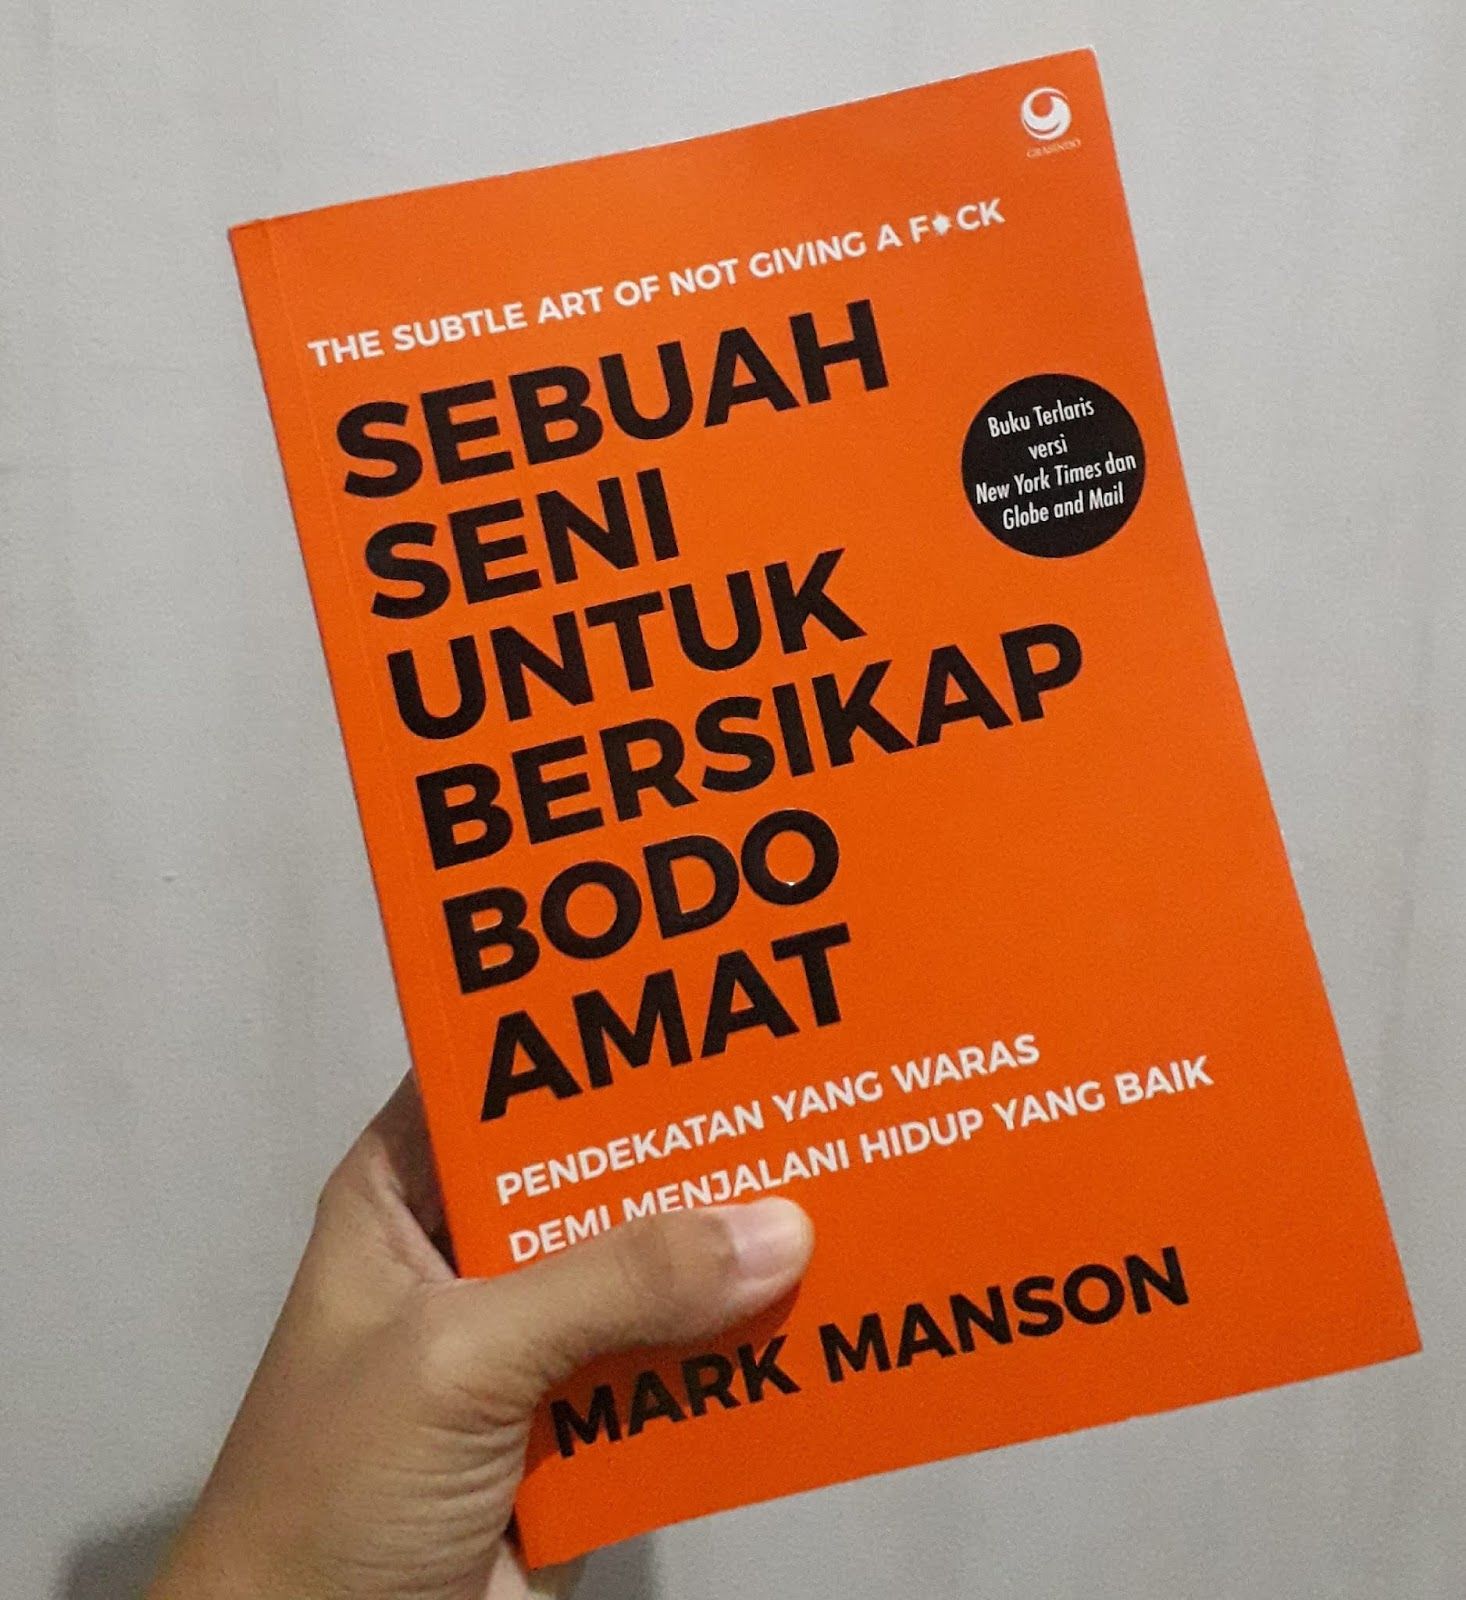 GRASINDO
THE SUBTLE ART OF NOT GIVING A F*CK
SEBUAH
SENI
UNTUK
BERSIKAP
BODO
AMAT
Buku Terlaris
versi
New York Times dan
Globe and Mail
PENDEKATAN YANG WARAS
DEMI MENJALANI HIDUP YANG BAIK
MARK MANSON